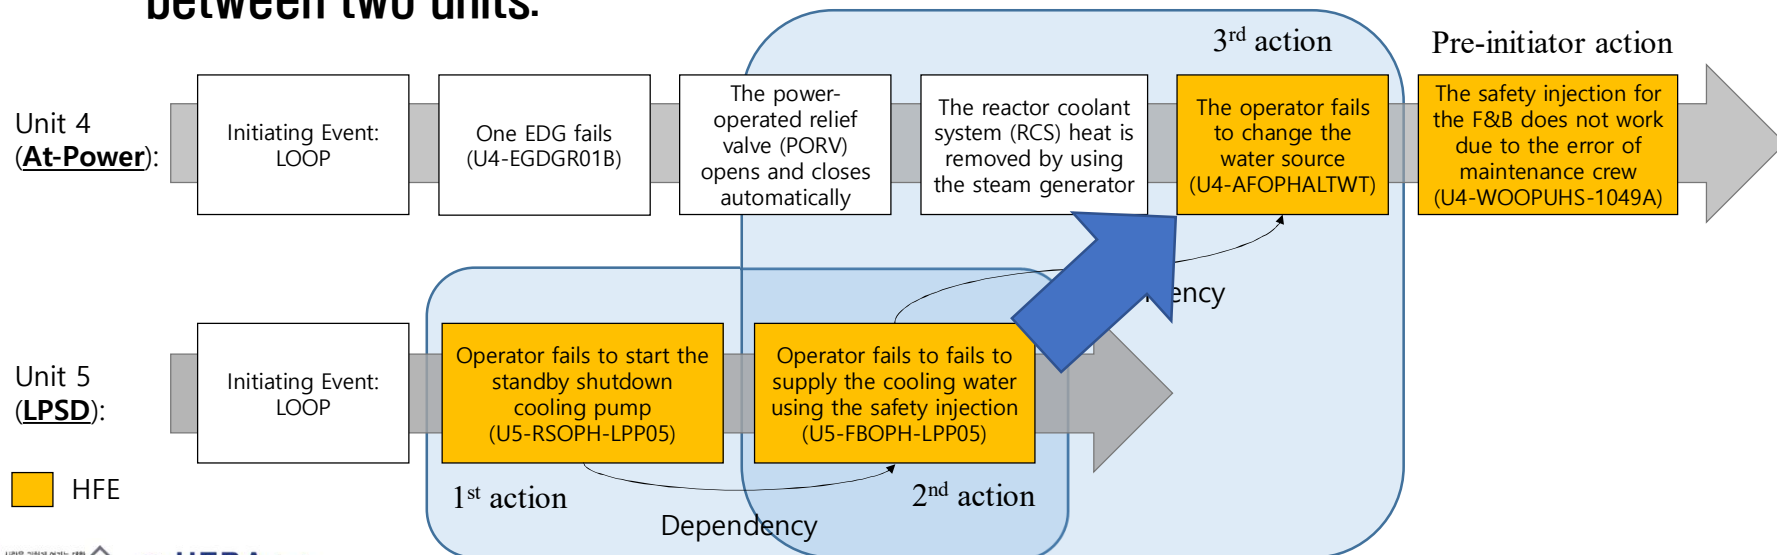 between two units.
3rd action
Pre-initiator action
Unit 4
(At-Power):
Initiating Event:
LOOP
One EDG fails
(U4-EGDGR01B)
The power-
operated relief
valve (PORV)
opens and closes
automatically
The reactor coolant
system (RCS) heat is
removed by using
the steam generator
The operator fails
to change the
water source
(U4-AFOPHALTWT)
The safety injection for
the F&B does not work
due to the error of
maintenance crew
(U4-WOOPUHS-1049A)
Unit 5
(LPSD):
Initiating Event:
LOOP
Operator fails to start the
standby shutdown
cooling pump
(U5-RSOPH-LPP05)
Operator fails to fails to
supply the cooling water
using the safety injection
(U5-FBOPH-LPP05)
HFE
1st action
2nd action
Dependency